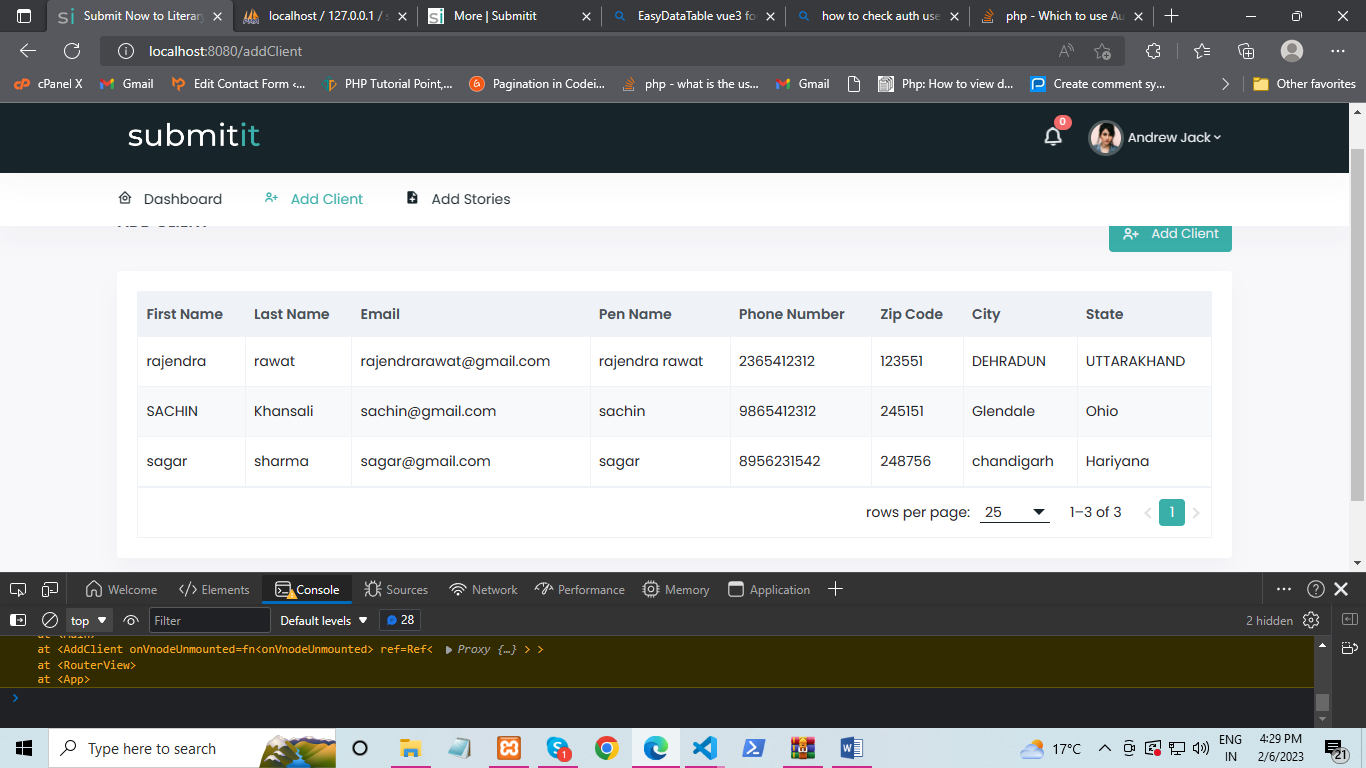 Submit Now to Literary
localhost / 127.0.0.1 / s
More | Submitit
EasyDataTable vue3 fo
how to check auth use
php - Which to use Au
localhost:8080/addClient
cPanel X
Gmail
Edit Contact Form ‹...
PHP Tutorial Point,...
Pagination in Codei...
php - what is the us...
Gmail
Php: How to view d...
Create comment sy...
Other favorites
submitit
0
Andrew Jack
Dashboard
Add Client
Add Stories
ADD CLIENT
Add Client
First Name Last Name Email Pen Name Phone Number Zip Code City State
rajendra rawat rajendrarawat@gmail.com rajendra rawat 2365412312 123551 DEHRADUN UTTARAKHAND
SACHIN Khansali sachin@gmail.com sachin 9865412312 245151 Glendale Ohio
sagar sharma sagar@gmail.com sagar 8956231542 248756 chandigarh Hariyana
rows per page: 25 1–3 of 3 1
Welcome Elements Console Sources Network Performance Memory Application
top Filter Default levels 28 2 hidden
at <Main>
at <AddClient onVnodeUnmounted=fn<onVnodeUnmounted> ref=Ref< ▶ Proxy {…} > >
at <RouterView>
at <App>
Type here to search
1
17°C
ENG
IN
4:29 PM
2/6/2023
21